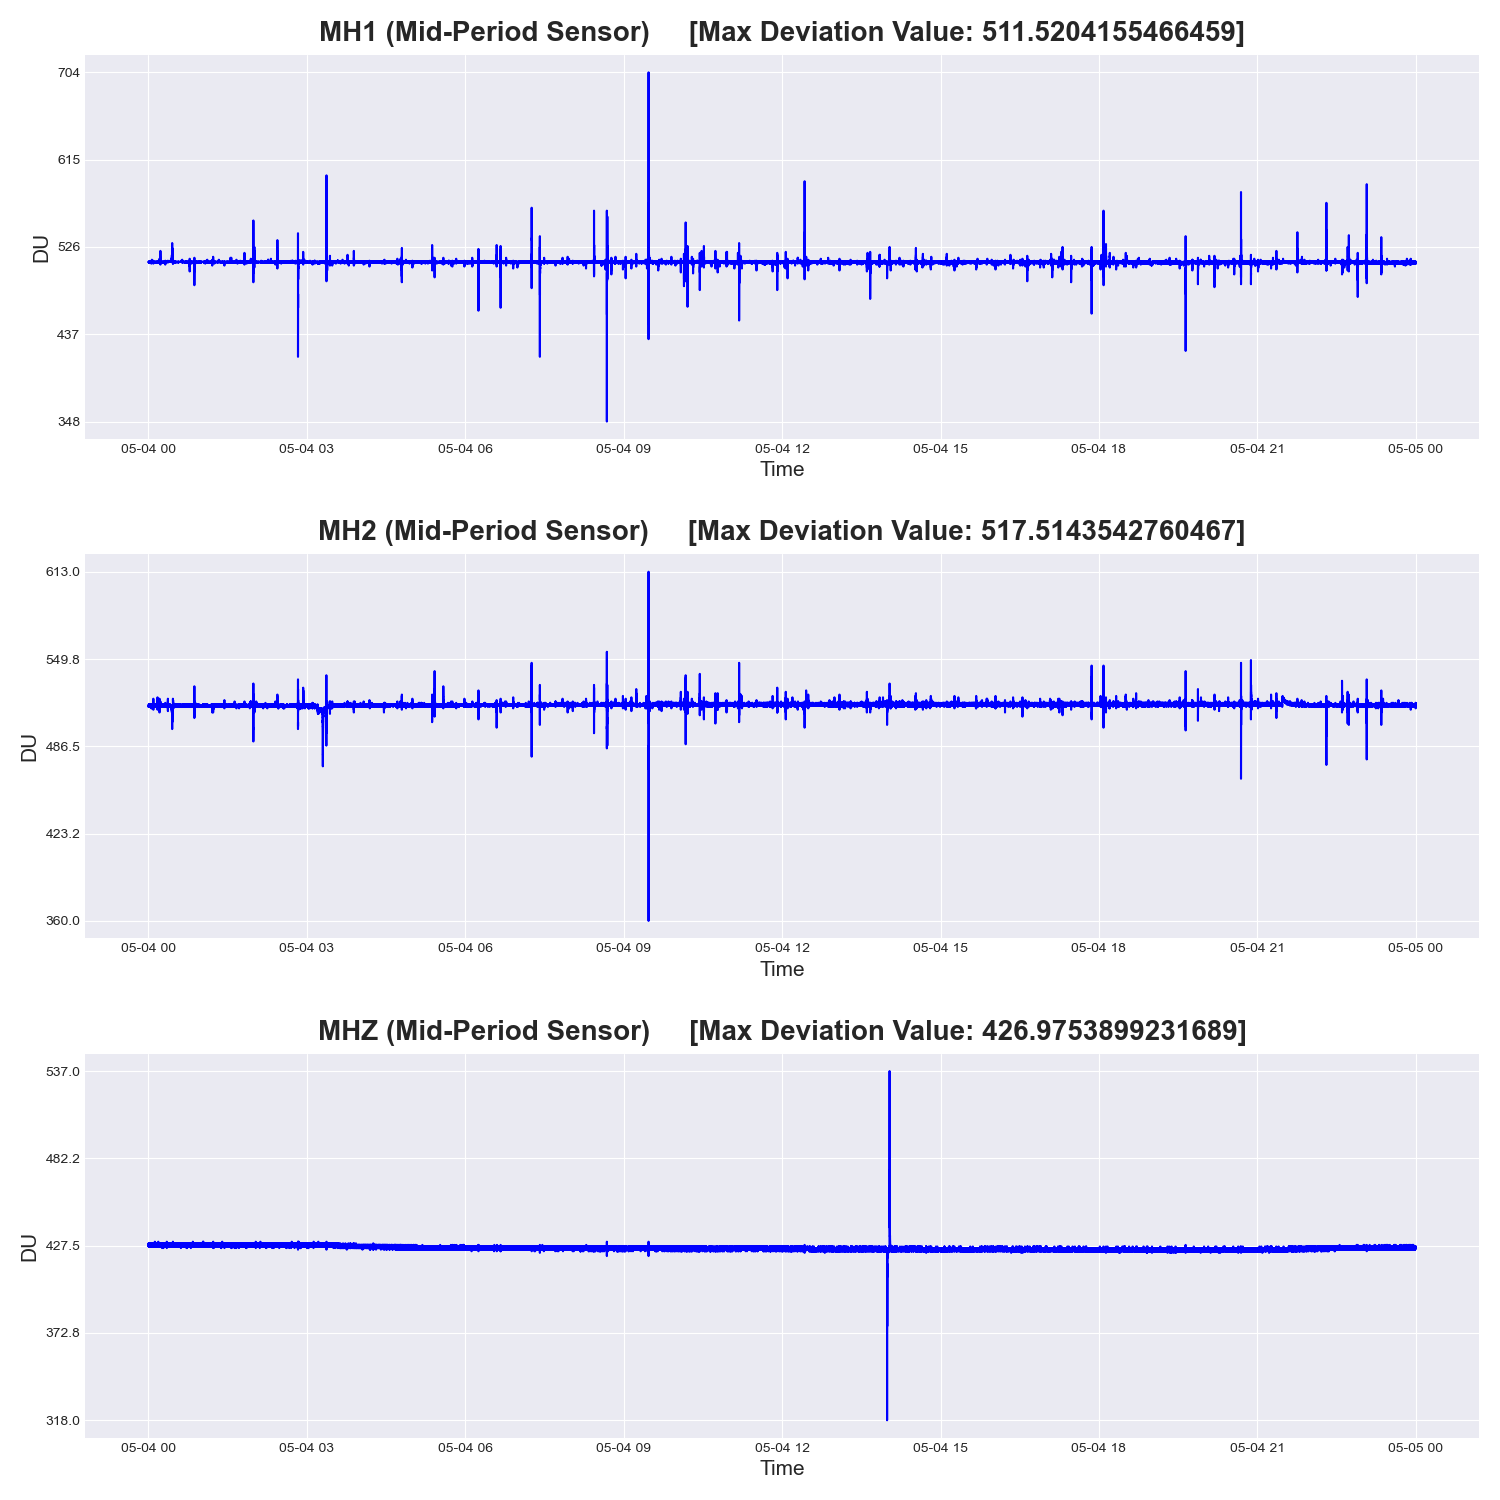 MH1 (Mid-Period Sensor) [Max Deviation Value: 511.5204155466459]
704
615
526
437
348
DU
05-04 00 05-04 03 05-04 06 05-04 09 05-04 12 05-04 15 05-04 18 05-04 21 05-05 00
Time
MH2 (Mid-Period Sensor) [Max Deviation Value: 517.5143542760467]
613.0
549.8
486.5
423.2
360.0
DU
05-04 00 05-04 03 05-04 06 05-04 09 05-04 12 05-04 15 05-04 18 05-04 21 05-05 00
Time
MHZ (Mid-Period Sensor) [Max Deviation Value: 426.9753899231689]
537.0
482.2
427.5
372.8
318.0
DU
05-04 00 05-04 03 05-04 06 05-04 09 05-04 12 05-04 15 05-04 18 05-04 21 05-05 00
Time